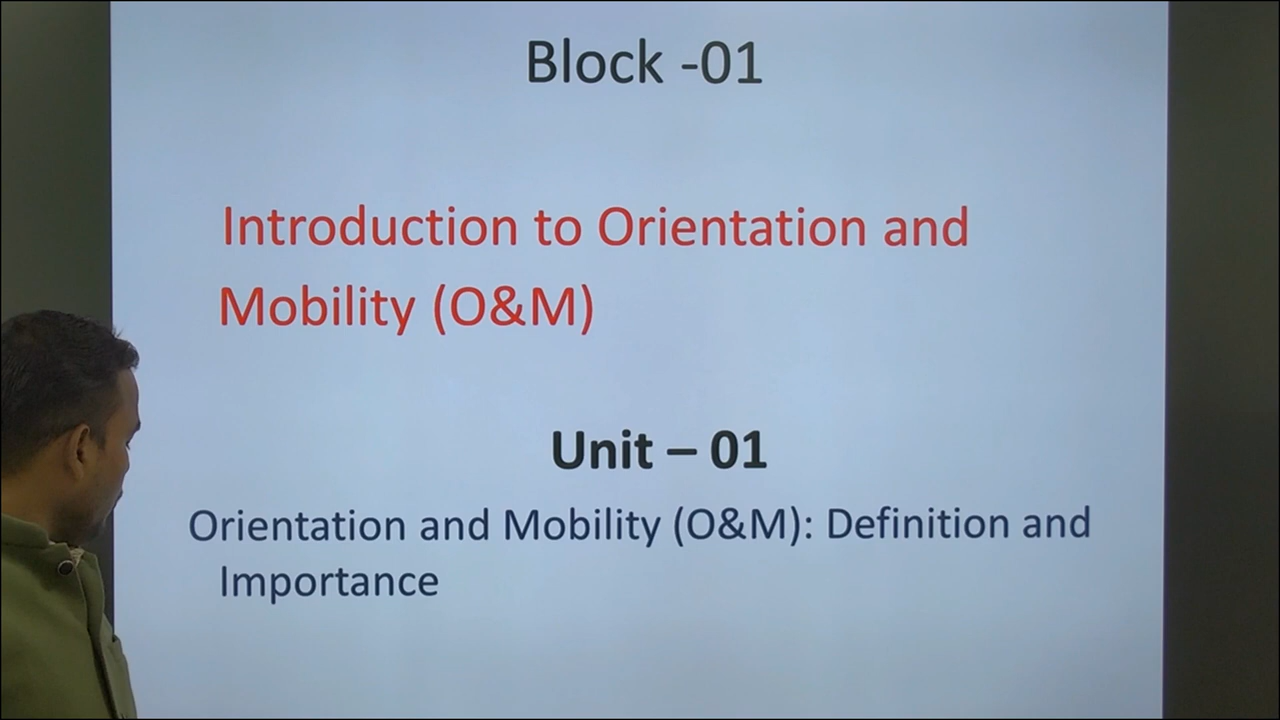 Block -01
Introduction to Orientation and
Mobility (O&M)
Unit – 01
Orientation and Mobility (O&M): Definition and
Importance